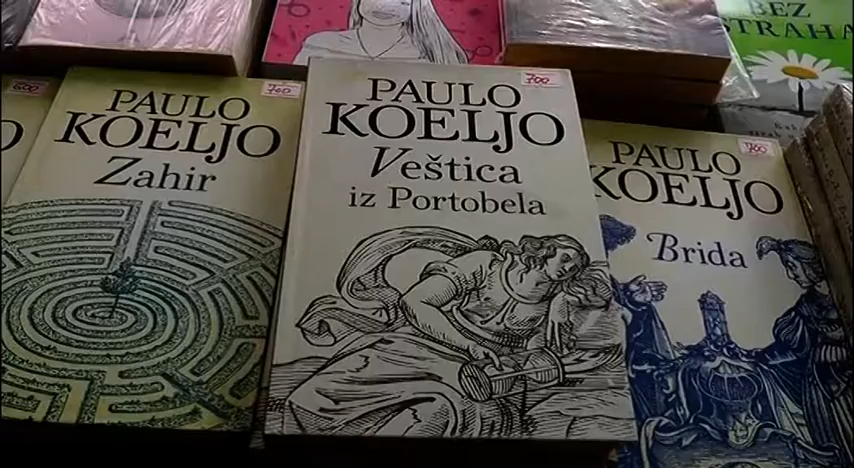 BEZ
STRAHA
600
PAULO
KOELJO
Zahir
700
PAULO
KOELJO
Veštica
iz Portobela
700
PAULO
KOELJO
Brida
700